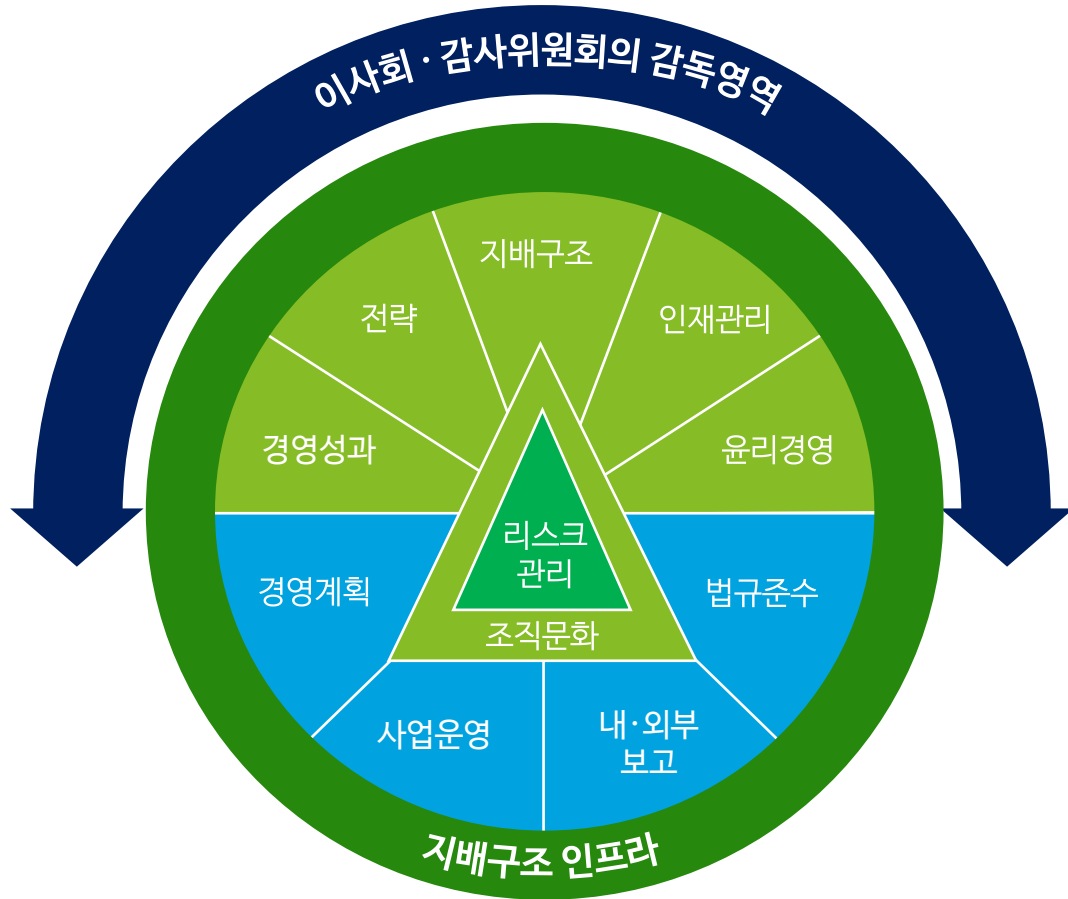 이사회 · 감사위원회의 감독영역
지배구조
전략
인재관리
경영성과
윤리경영
리스크
관리
경영계획
법규준수
조직문화
사업운영
내·외부
보고
지배구조 인프라